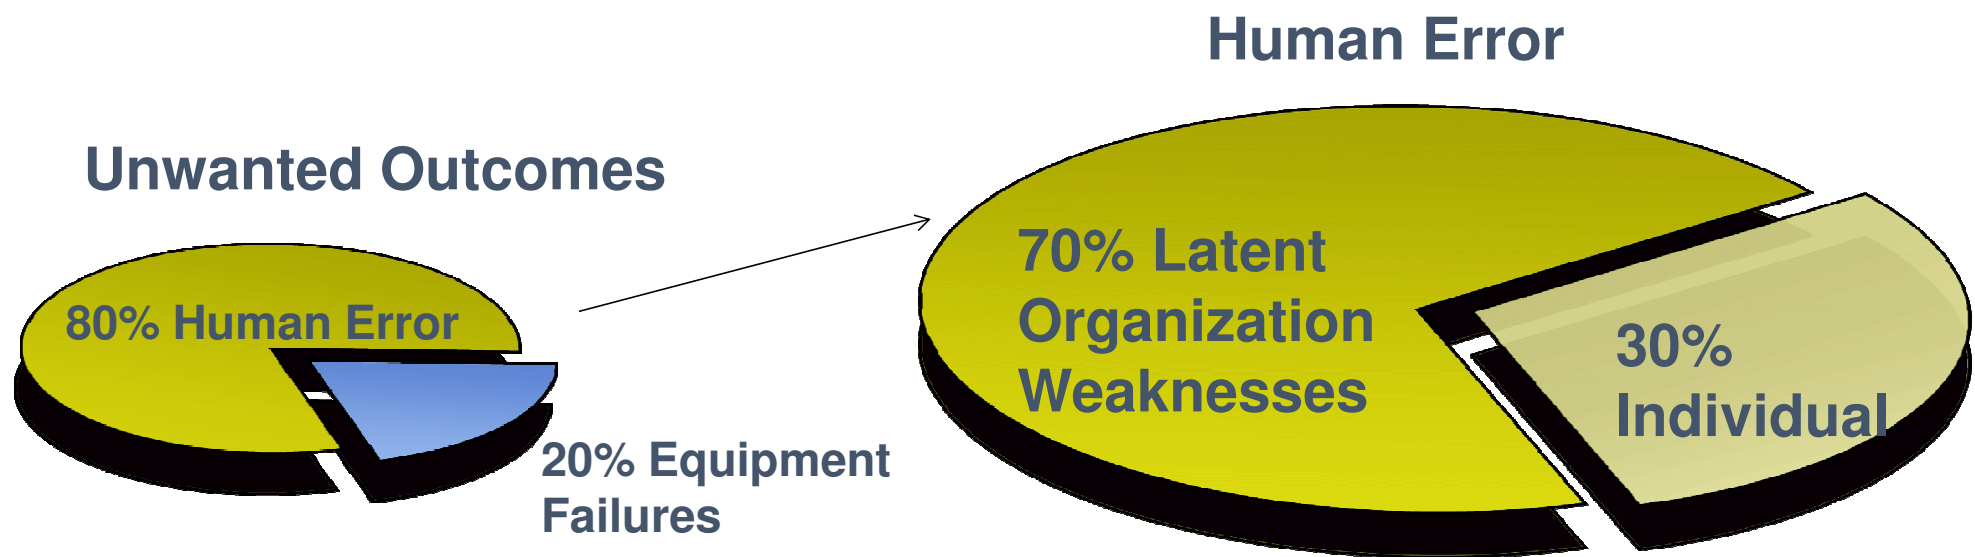 Unwanted Outcomes
80% Human Error
20% Equipment
Failures
Human Error
70% Latent
Organization
Weaknesses
30%
Individual